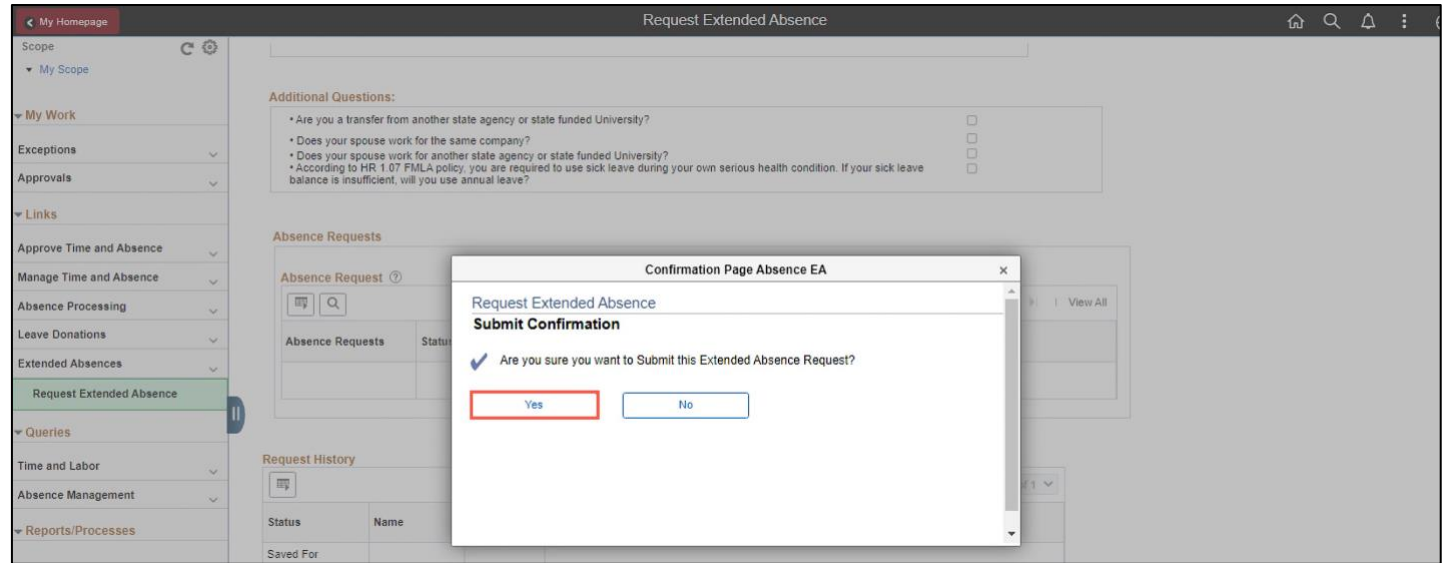 My Homepage
Request Extended Absence
Scope
My Scope
My Work
Exceptions
Approvals
Links
Approve Time and Absence
Manage Time and Absence
Absence Processing
Leave Donations
Extended Absences
Request Extended Absence
Queries
Time and Labor
Absence Management
Reports/Processes
Additional Questions:
• Are you a transfer from another state agency or state funded University?
• Does your spouse work for the same company?
• Does your spouse work for another state agency or state funded University?
• According to HR 1.07 FMLA policy, you are required to use sick leave during your own serious health condition. If your sick leave
balance is insufficient, will you use annual leave?
Absence Requests
Absence Request
View All
Absence Requests
Confirmation Page Absence EA
Request Extended Absence
Submit Confirmation
Are you sure you want to Submit this Extended Absence Request?
Yes
No
Request History
of 1
Status
Name
Saved For